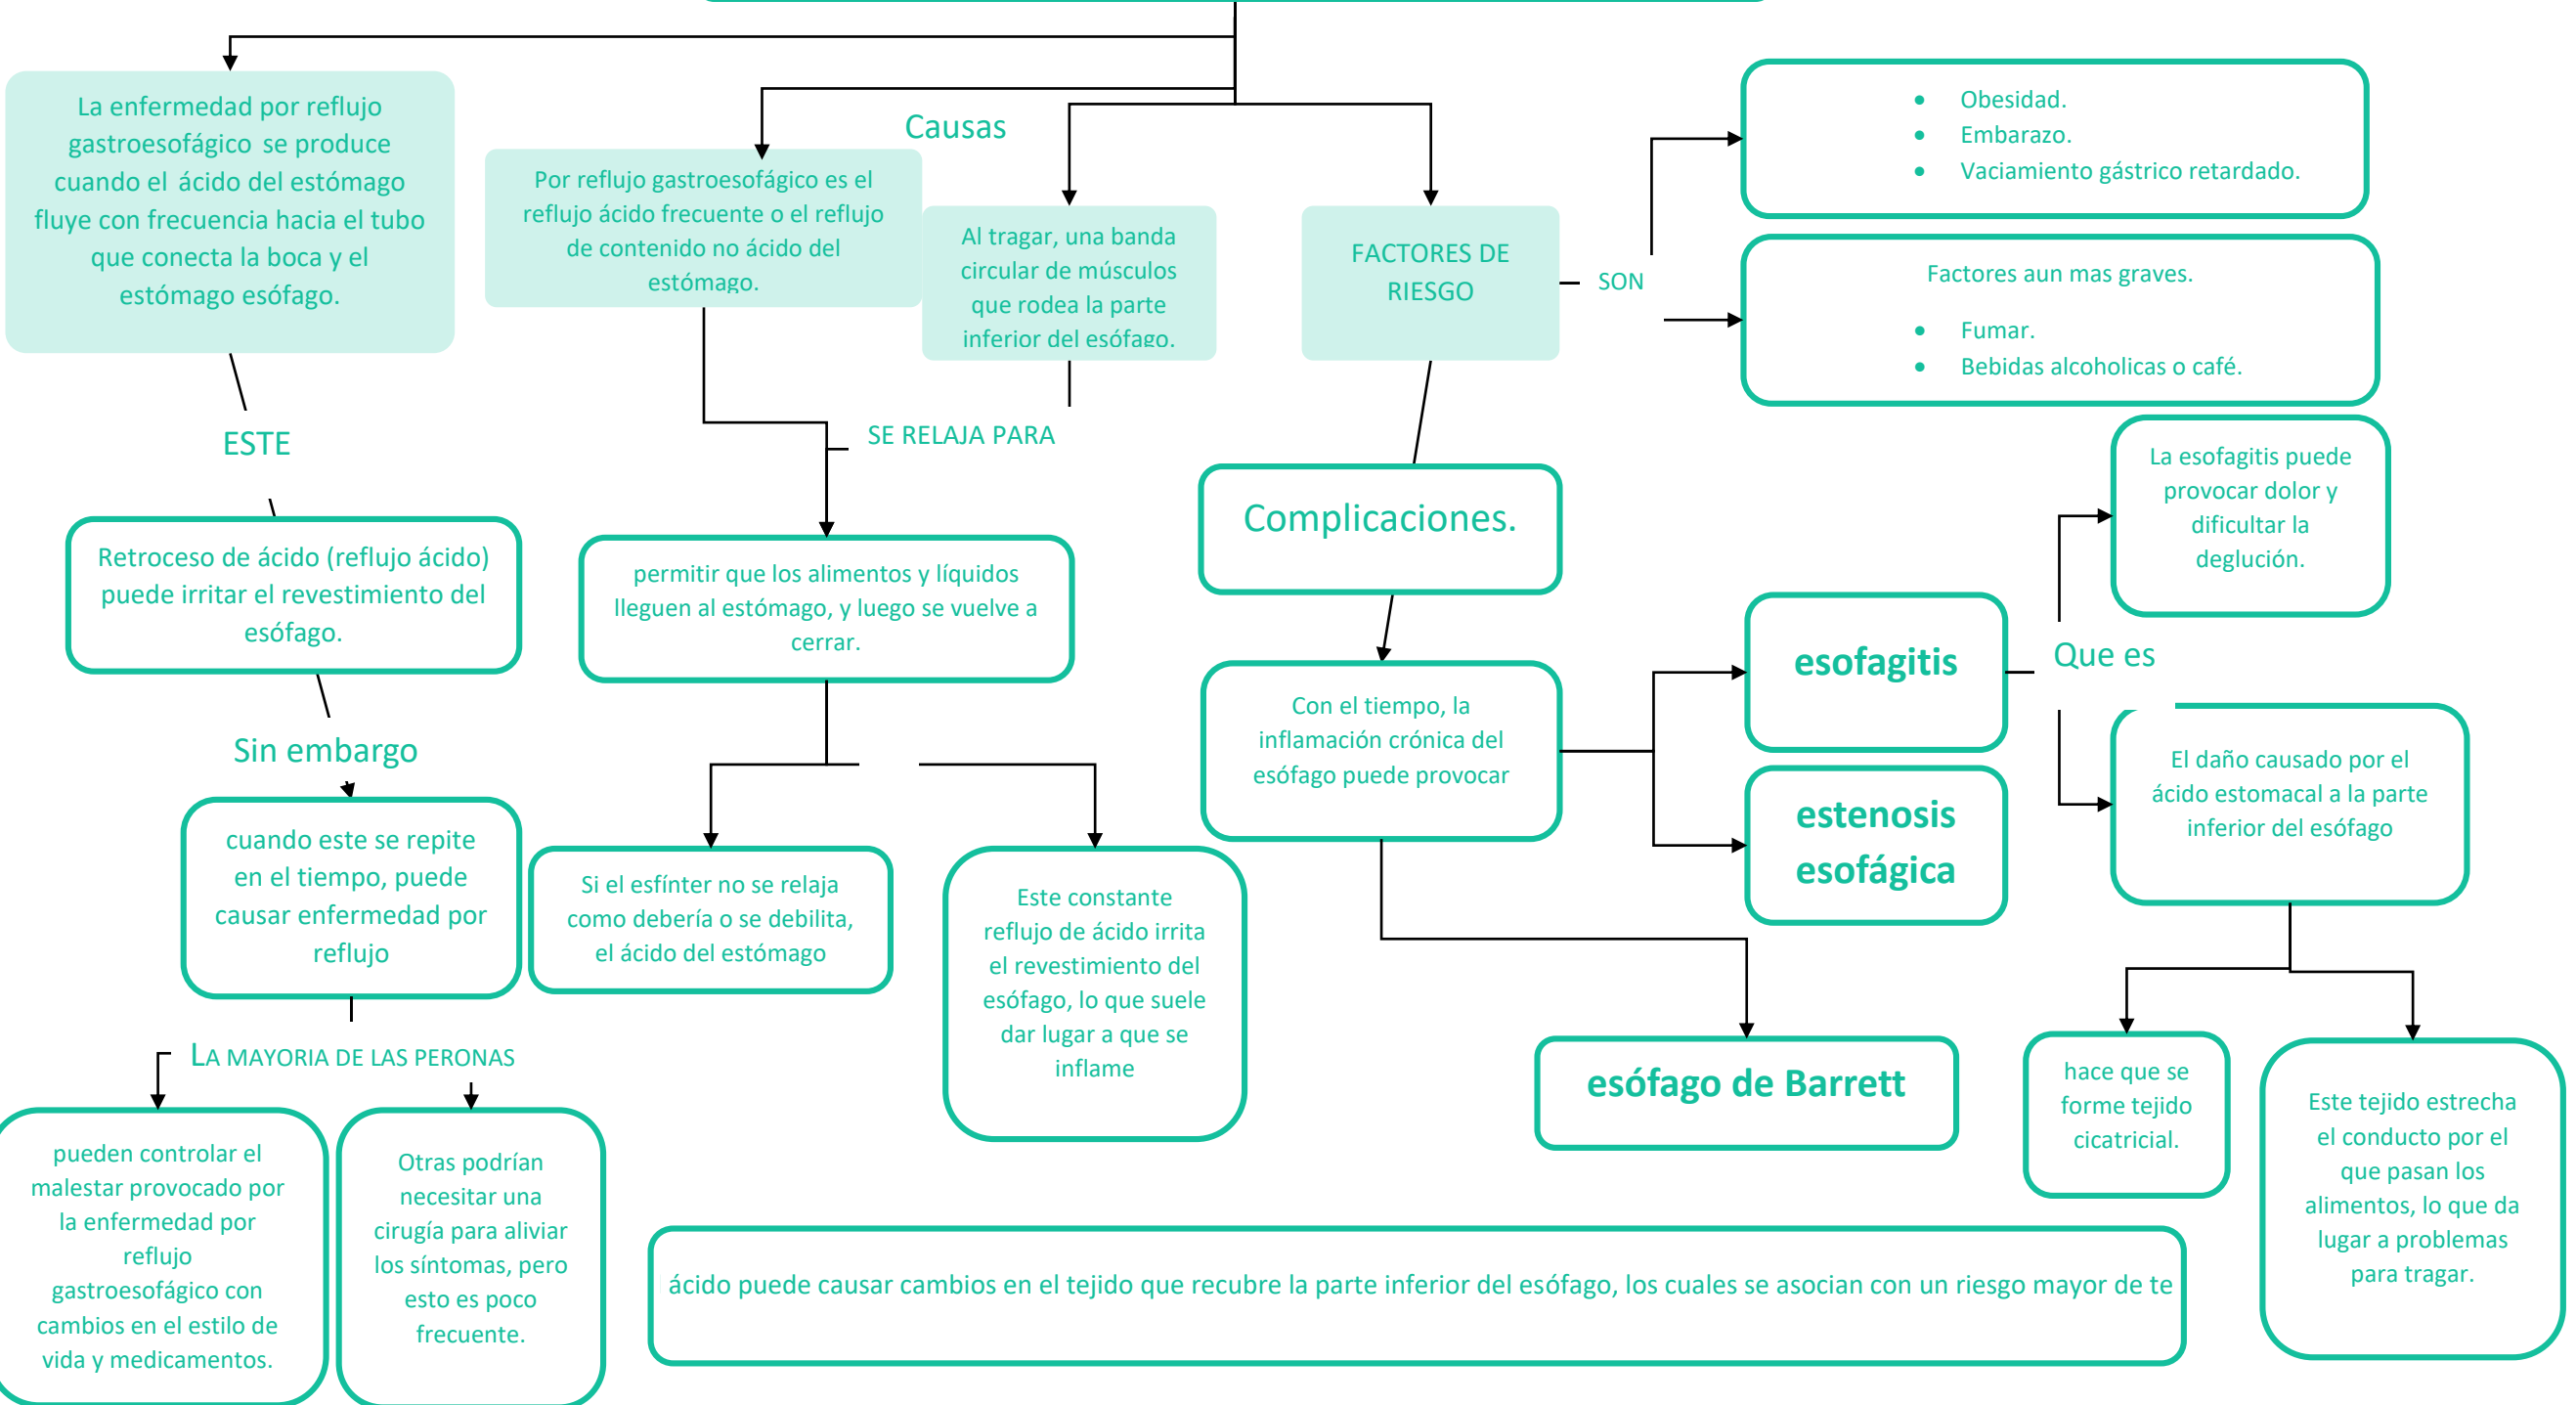 La enfermedad por reflujo
gastroesofágico se produce
cuando el ácido del estómago
fluye con frecuencia hacia el tubo
que conecta la boca y el
estómago esófago.
Causas
Por reflujo gastroesofágico es el
reflujo ácido frecuente o el reflujo
de contenido no ácido del
estómago.
Al tragar, una banda
circular de músculos
que rodea la parte
inferior del esófago.
FACTORES DE
RIESGO
SON
• Obesidad.
• Embarazo.
• Vaciamiento gástrico retardado.
Factores aun mas graves.
• Fumar.
• Bebidas alcoholicas o café.
ESTE
SE RELAJA PARA
Retroceso de ácido (reflujo ácido)
puede irritar el revestimiento del
esófago.
permitir que los alimentos y líquidos
lleguen al estómago, y luego se vuelve a
cerrar.
Complicaciones.
La esofagitis puede
provocar dolor y
dificultar la
deglución.
Sin embargo
Con el tiempo, la
inflamación crónica del
esófago puede provocar
esofagitis
Que es
estenosis
esofágica
El daño causado por el
ácido estomacal a la parte
inferior del esófago
cuando este se repite
en el tiempo, puede
causar enfermedad por
reflujo
Si el esfínter no se relaja
como debería o se debilita,
el ácido del estómago
Este constante
reflujo de ácido irrita
el revestimiento del
esófago, lo que suele
dar lugar a que se
inflame
LA MAYORIA DE LAS PERONAS
esófago de Barrett
hace que se
forme tejido
cicatricial.
Este tejido estrecha
el conducto por el
que pasan los
alimentos, lo que da
lugar a problemas
para tragar.
pueden controlar el
malestar provocado por
la enfermedad por
reflujo
gastroesofágico con
cambios en el estilo de
vida y medicamentos.
Otras podrían
necesitar una
cirugía para aliviar
los síntomas, pero
esto es poco
frecuente.
ácido puede causar cambios en el tejido que recubre la parte inferior del esófago, los cuales se asocian con un riesgo mayor de te